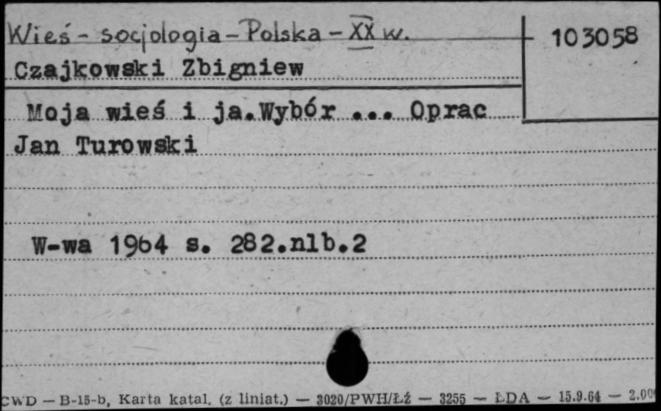 Wieś - socjologia - Polska - XX w.
103058
Czajkowski Zbigniew
Moja wieś i ja. Wybór ... Oprac
Jan Turowski
W-wa 1964 s. 282.nlb.2
CWD — B-15-b, Karta katal. (z liniat.) — 3020/PWH/Łź — 3255 — ŁDA — 15.9.64 — 2.00